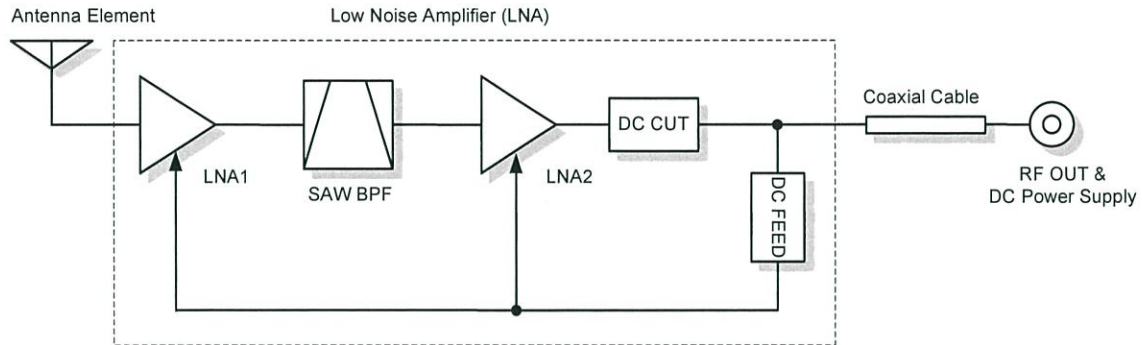 Antenna Element
Low Noise Amplifier (LNA)
Coaxial Cable
DC CUT
LNA1
SAW BPF
LNA2
DC FEED
RF OUT &
DC Power Supply